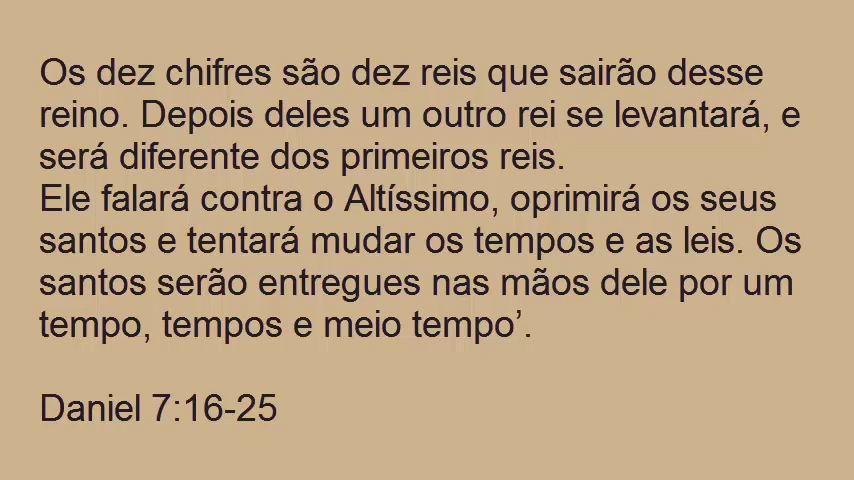 Os dez chifres são dez reis que sairão desse
reino. Depois deles um outro rei se levantará, e
será diferente dos primeiros reis.
Ele falará contra o Altíssimo, oprimirá os seus
santos e tentará mudar os tempos e as leis. Os
santos serão entregues nas mãos dele por um
tempo, tempos e meio tempo’.
Daniel 7:16-25